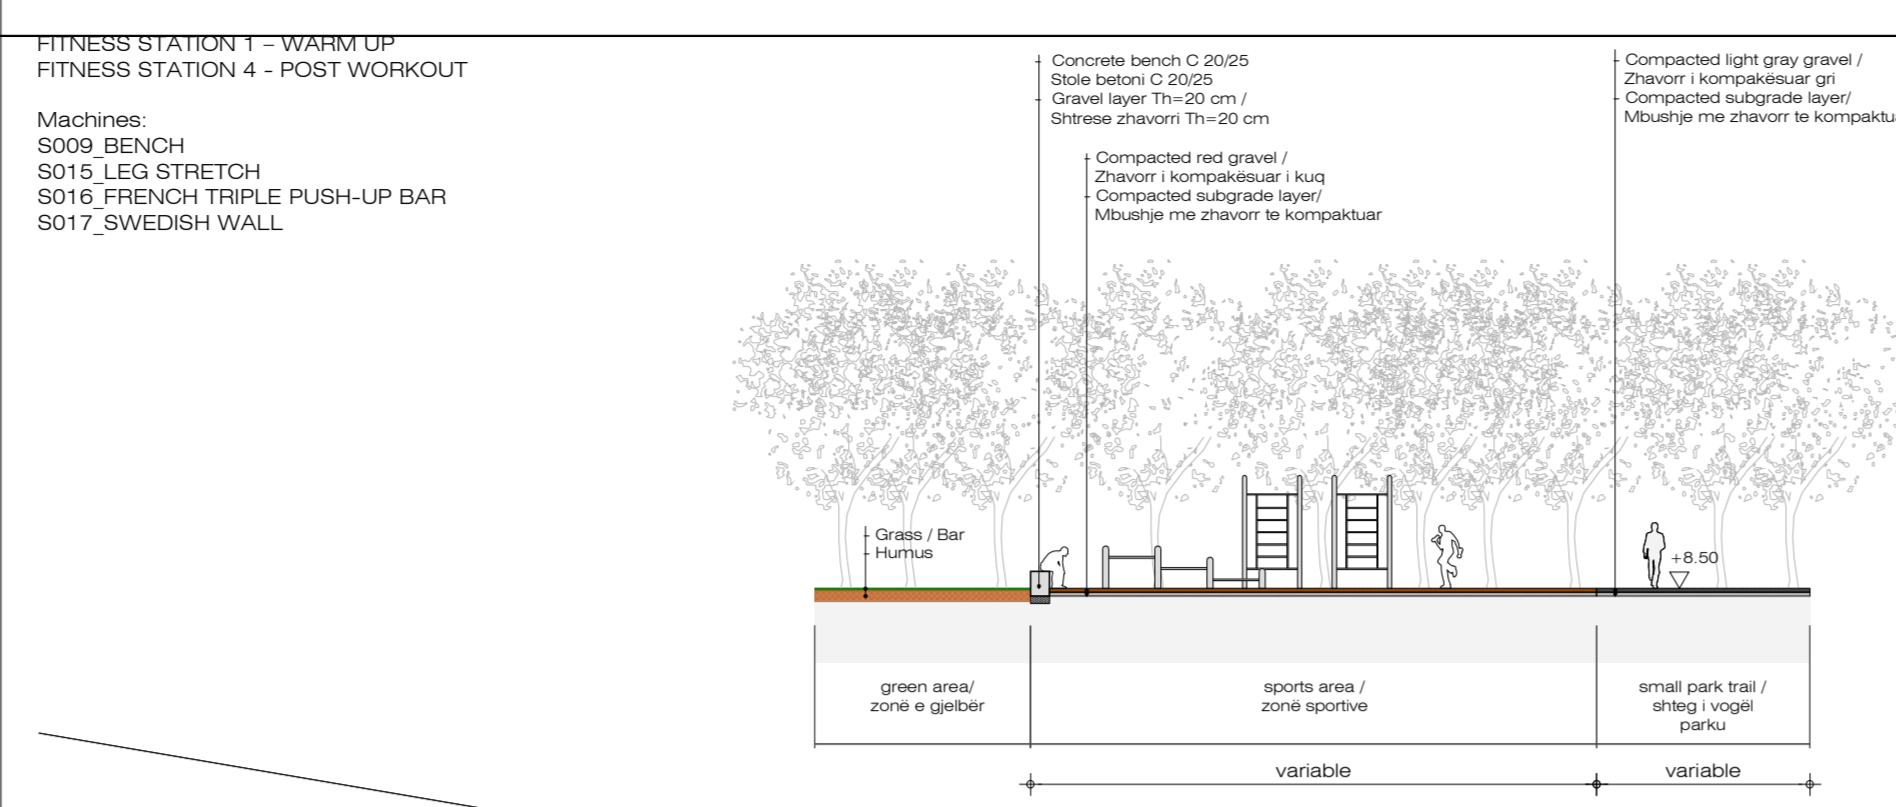 FITNESS STATION 1 – WARM UP
FITNESS STATION 4 - POST WORKOUT
Machines:
S009_BENCH
S015_LEG STRETCH
S016_FRENCH TRIPLE PUSH-UP BAR
S017_SWEDISH WALL
Concrete bench C 20/25
Stole betoni C 20/25
Gravel layer Th=20 cm /
Shtrese zhavorri Th=20 cm
Compacted red gravel /
Zhavorr i kompakësuar i kuq
Compacted subgrade layer/
Mbushje me zhavorr te kompaktuar
Compacted light gray gravel /
Zhavorr i kompakësuar gri
Compacted subgrade layer/
Mbushje me zhavorr te
Grass / Bar
Humus
+8.50
green area/
zonë e gjelbër
sports area /
zonë sportive
small park trail /
shteg i vogël
parku
variable
variable